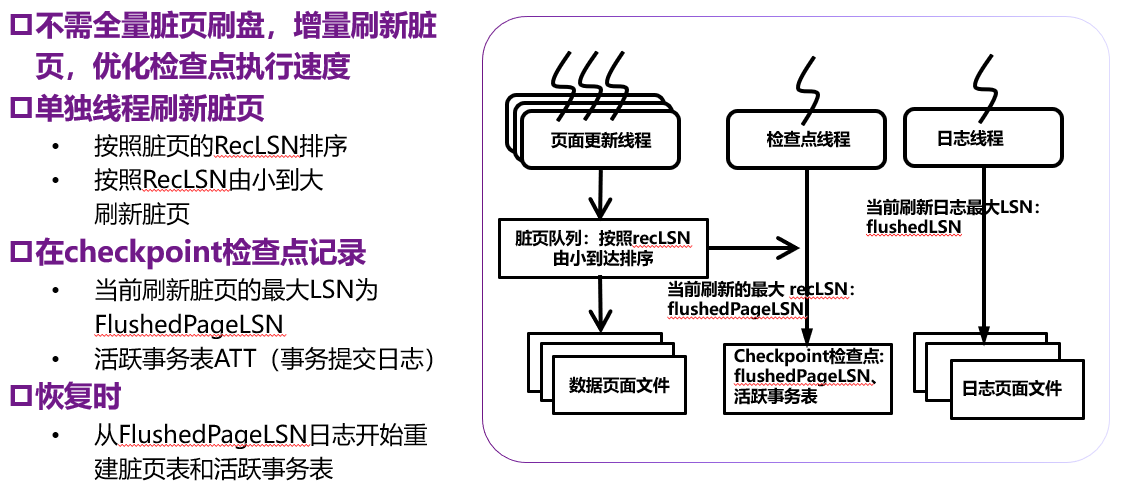 不需全量脏页刷盘，增量刷新脏
页，优化检查点执行速度
单独线程刷新脏页
• 按照脏页的RecLSN排序
• 按照RecLSN由小到大
刷新脏页
在checkpoint检查点记录
• 当前刷新脏页的最大LSN为
FlushedPageLSN
• 活跃事务表ATT（事务提交日志）
恢复时
• 从FlushedPageLSN日志开始重
建脏页表和活跃事务表
页面更新线程
检查点线程
日志线程
当前刷新日志最大LSN：
flushedLSN
脏页队列：按照recLSN
由小到达排序
当前刷新的最大 recLSN：
flushedPageLSN
数据页面文件
Checkpoint检查点:
flushedPageLSN、
活跃事务表
日志页面文件